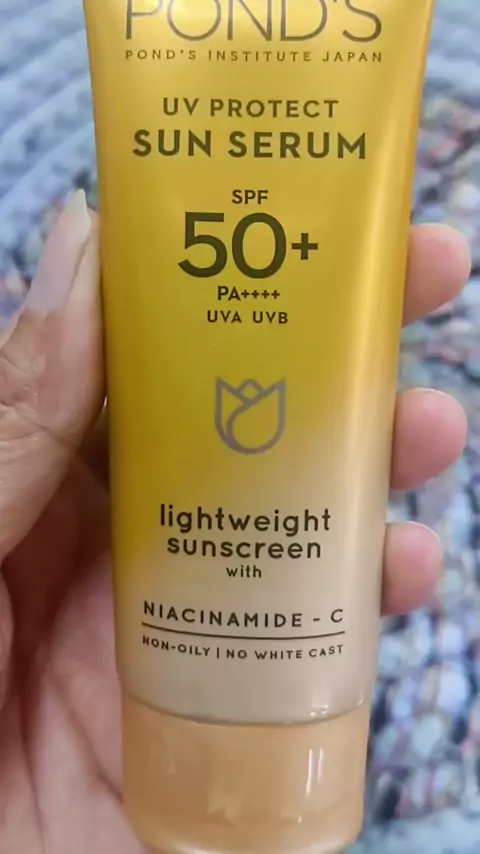 POND'S
POND'S INSTITUTE JAPAN
UV PROTECT
SUN SERUM
SPF
50+
PA++++
UVA UVB
lightweight
sunscreen
with
NIACINAMIDE - C
NON-OILY | NO WHITE CAST